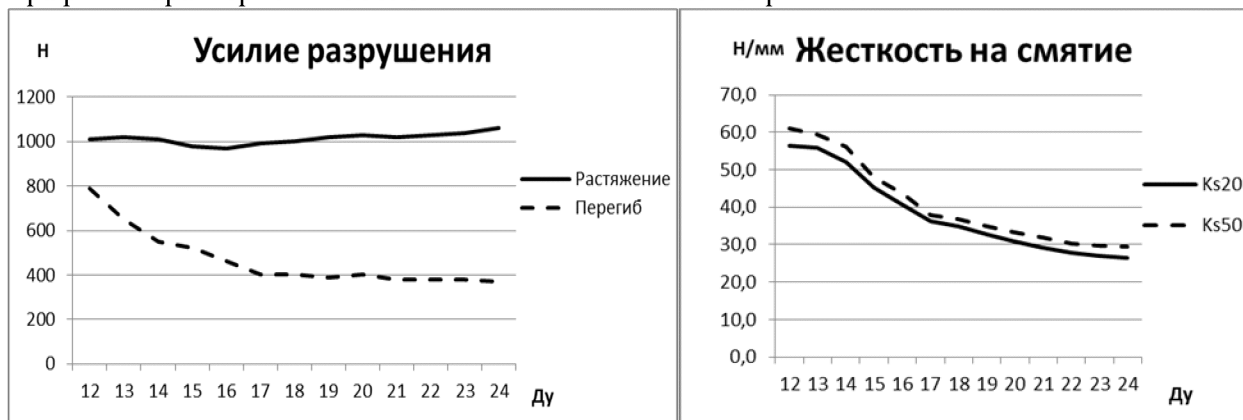 Н Усилие разрушения
1200
1000
800
600
400
200
0
12 13 14 15 16 17 18 19 20 21 22 23 24 Ду
Растяжение
Перегиб
Н/мм Жесткость на смятие
70,0
60,0
50,0
40,0
30,0
20,0
10,0
0,0
12 13 14 15 16 17 18 19 20 21 22 23 24
Ду
Ks20
Ks50